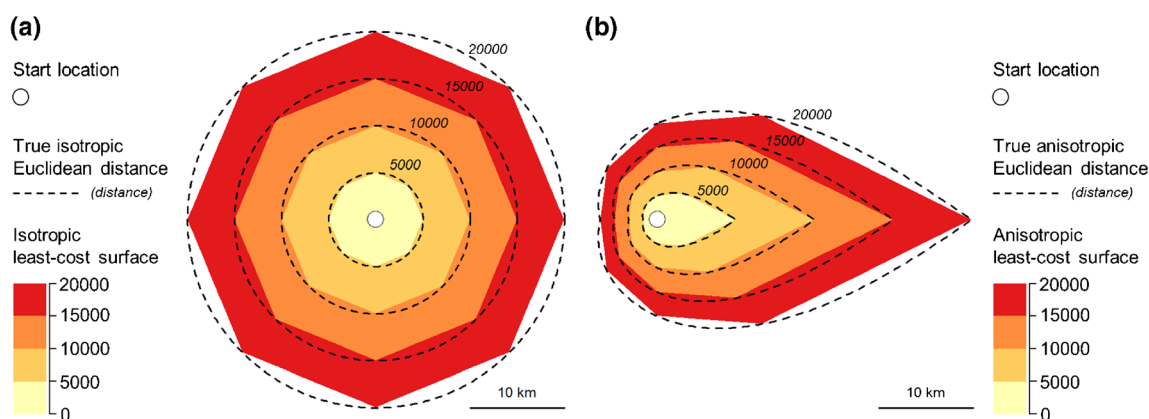 (a)
Start location
True isotropic
Euclidean distance
(distance)
Isotropic
least-cost surface
20000
15000
10000
5000
0
20000
15000
10000
5000
10 km
(b)
20000
15000
10000
5000
10 km
Start location
True anisotropic
Euclidean distance
(distance)
Anisotropic
least-cost surface
20000
15000
10000
5000
0